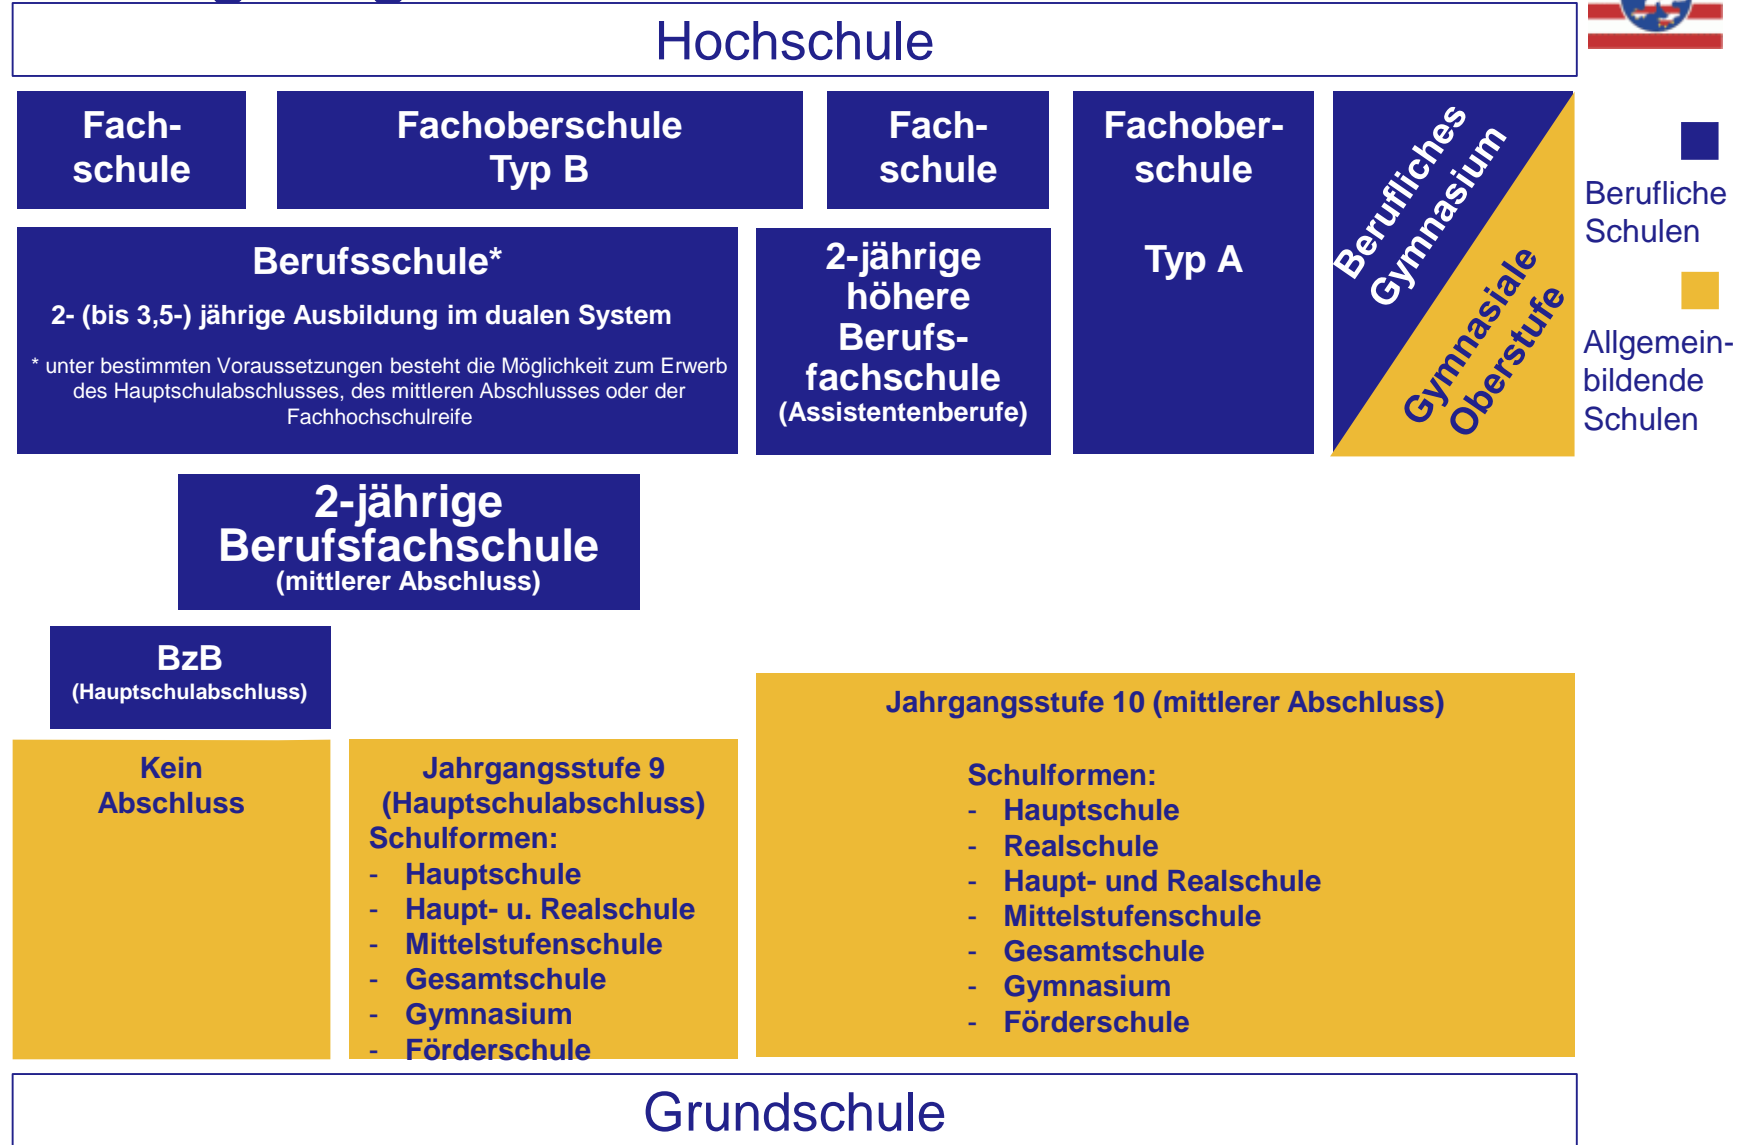 Hochschule
Fach-
schule
Fachoberschule
Typ B
Fach-
schule
Fachober-
schule
Typ A
Berufliches
Gymnasium
Gymnasiale
Oberstufe
Berufliche
Schulen
Allgemein-
bildende
Schulen
Berufsschule*
2- (bis 3,5-) jährige Ausbildung im dualen System
* unter bestimmten Voraussetzungen besteht die Möglichkeit zum Erwerb
des Hauptschulabschlusses, des mittleren Abschlusses oder der
Fachhochschulreife
2-jährige
höhere
Berufs-
fachschule
(Assistentenberufe)
2-jährige
Berufsfachschule
(mittlerer Abschluss)
BzB
(Hauptschulabschluss)
Kein
Abschluss
Jahrgangsstufe 9
(Hauptschulabschluss)
Schulformen:
- Hauptschule
- Haupt- u. Realschule
- Mittelstufenschule
- Gesamtschule
- Gymnasium
- Förderschule
Jahrgangsstufe 10 (mittlerer Abschluss)
Schulformen:
- Hauptschule
- Realschule
- Haupt- und Realschule
- Mittelstufenschule
- Gesamtschule
- Gymnasium
- Förderschule
Grundschule